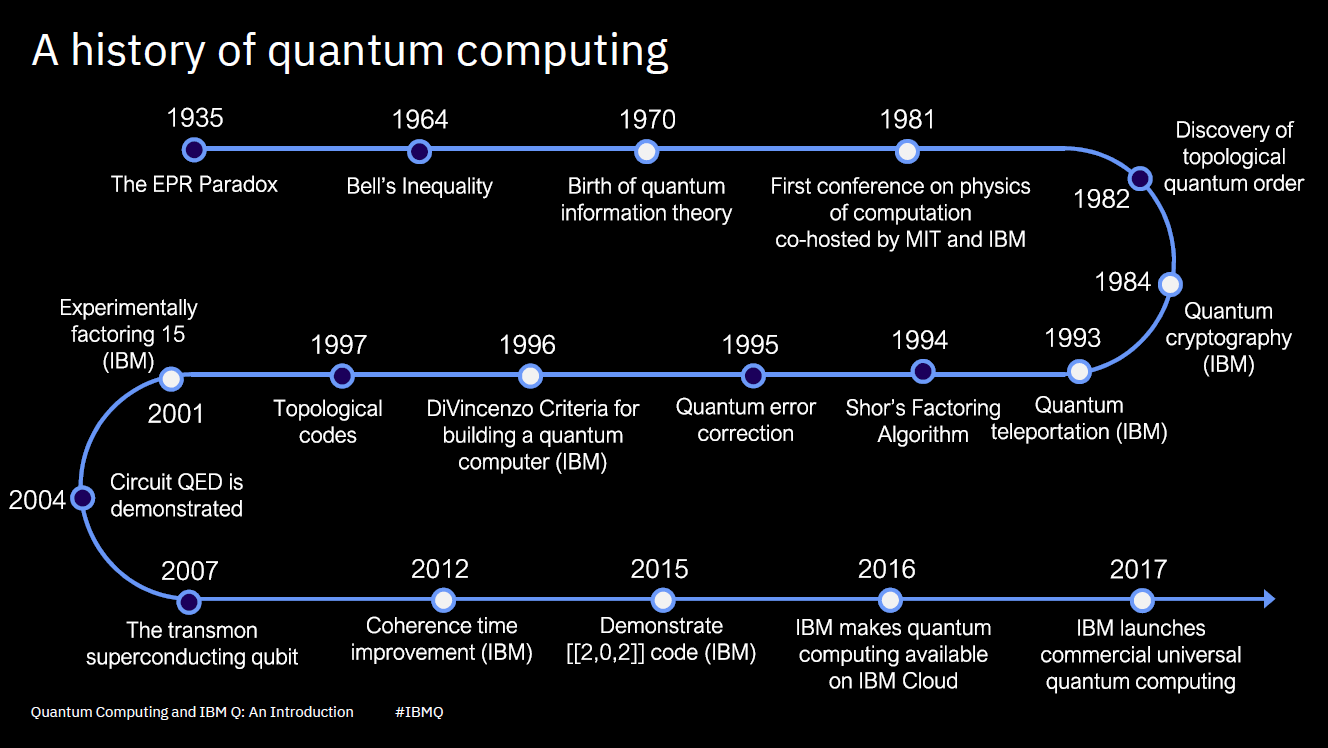 A history of quantum computing
1935
The EPR Paradox
1964
Bell's Inequality
1970
Birth of quantum
information theory
1981
First conference on physics
of computation
co-hosted by MIT and IBM
1982
Discovery of
topological
quantum order
1984
Quantum
cryptography
(IBM)
1993
Quantum
teleportation (IBM)
1994
Shor's Factoring
Algorithm
1995
Quantum error
correction
1996
DiVincenzo Criteria for
building a quantum
computer (IBM)
1997
Topological
codes
Experimentally
factoring 15
(IBM)
2001
2004
Circuit QED is
demonstrated
2007
The transmon
superconducting qubit
2012
Coherence time
improvement (IBM)
2015
Demonstrate
[[2,0,2]] code (IBM)
2016
IBM makes quantum
computing available
on IBM Cloud
2017
IBM launches
commercial universal
quantum computing
Quantum Computing and IBM Q: An Introduction #IBMQ